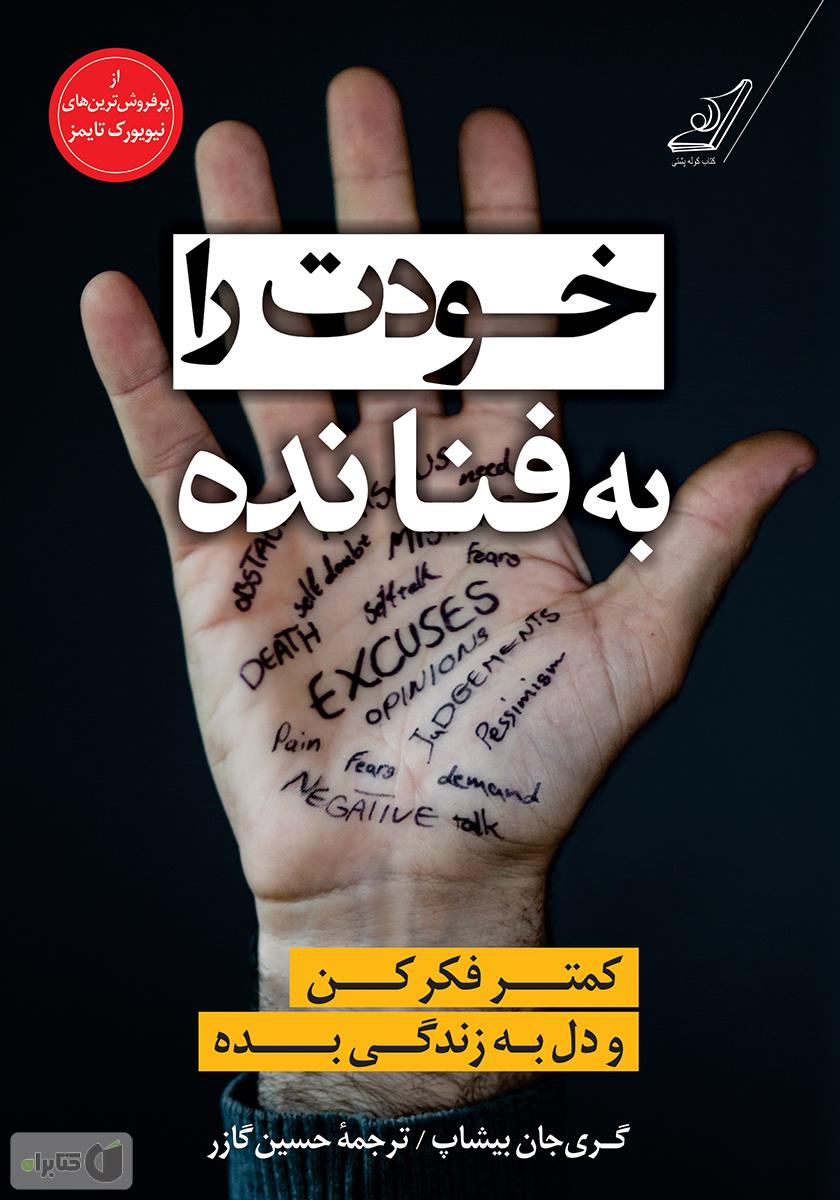 از
پرفروش‌ترین‌های
نیویورک تایمز
کتاب کوله پشتی
خودت را
به فنا نده
need
self doubt
fears
self talk
DEATH
EXCUSES
OPINIONS
JUDGEMENTS
Pessimism
Pain
Fears
demand
NEGATIVE talk
کمتر فکر کن
و دل به زندگی بده
گری جان بیشاپ / ترجمهٔ حسین گازر
کتابراه